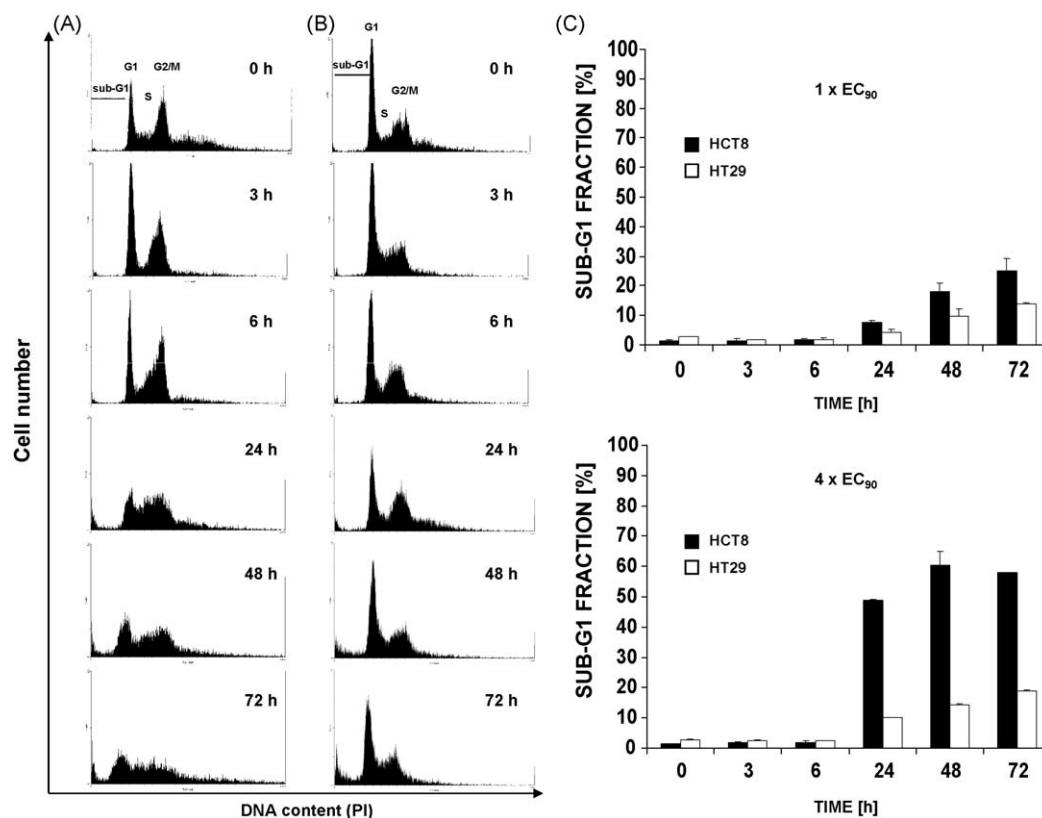 (A)
G1
G2/M
sub-G1
S
0 h
3 h
6 h
24 h
48 h
72 h
(B)
G1
sub-G1
G2/M
S
0 h
3 h
6 h
24 h
48 h
72 h
Cell number
DNA content (PI)
(C)
1 x EC₉₀
HCT8
HT29
SUB-G1 FRACTION [%]
100
90
80
70
60
50
40
30
20
10
0
0 3 6 24 48 72
TIME [h]
4 x EC₉₀
HCT8
HT29
SUB-G1 FRACTION [%]
100
90
80
70
60
50
40
30
20
10
0
0 3 6 24 48 72
TIME [h]